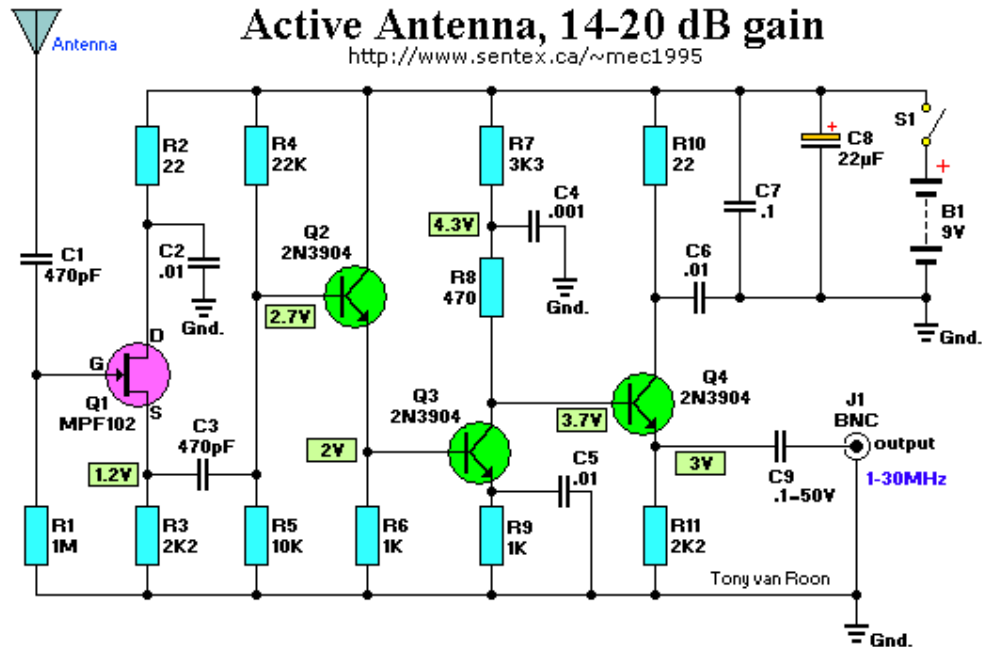 Active Antenna, 14-20 dB gain
http://www.sentex.ca/~mec1995
Antenna
R2
22
R4
22K
R7
3K3
R10
22
C8
22µF
+
S1
+
B1
9V
C7
.1
C4
.001
4.3V
Gnd.
C1
470pF
C2
.01
Gnd.
Q2
2N3904
2.7V
R8
470
C6
.01
Gnd.
D
G
S
Q1
MPF102
C3
470pF
1.2V
Q3
2N3904
2V
Q4
2N3904
3.7V
3V
C5
.01
J1
BNC
output
1-30MHz
C9
.1-50V
R1
1M
R3
2K2
R5
10K
R6
1K
R9
1K
R11
2K2
Tony van Roon
Gnd.